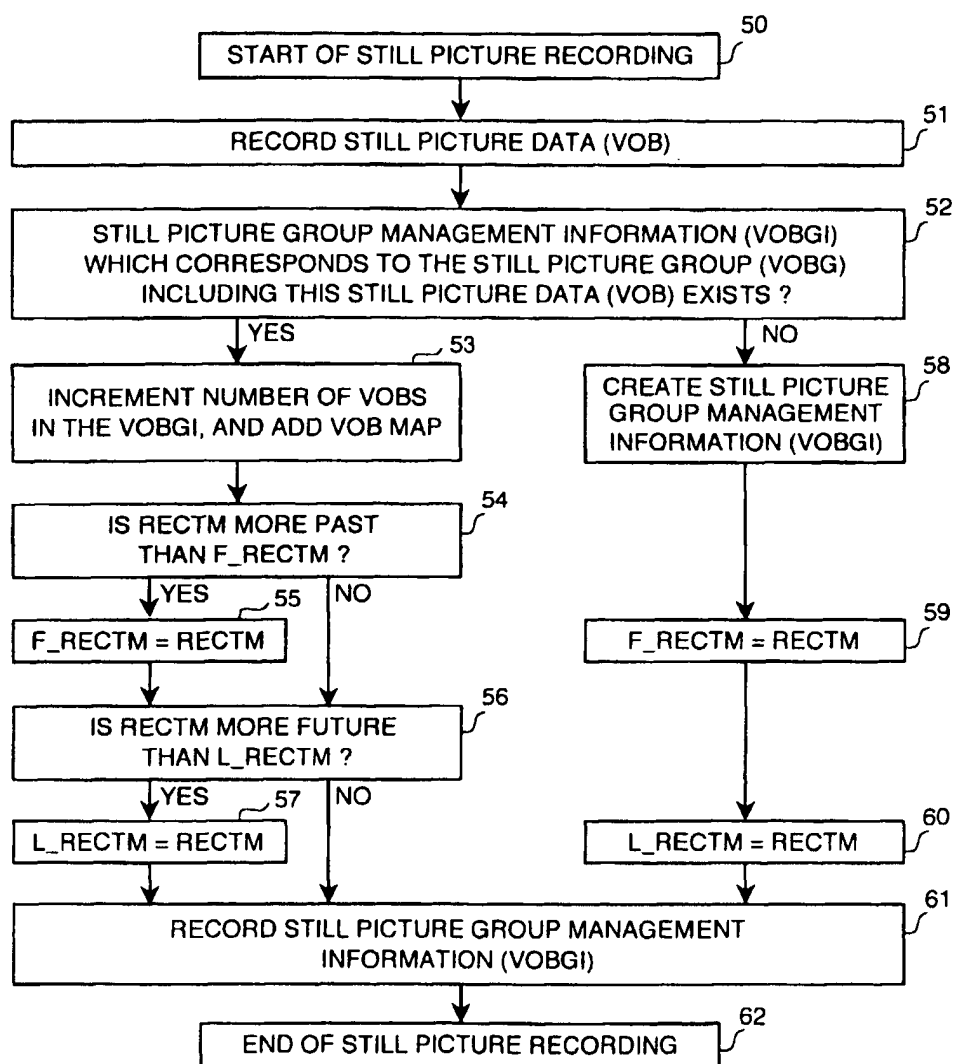 50
START OF STILL PICTURE RECORDING
51
RECORD STILL PICTURE DATA (VOB)
52
STILL PICTURE GROUP MANAGEMENT INFORMATION (VOBGI)
WHICH CORRESPONDS TO THE STILL PICTURE GROUP (VOBG)
INCLUDING THIS STILL PICTURE DATA (VOB) EXISTS ?
YES
NO
53
INCREMENT NUMBER OF VOBS
IN THE VOBGI, AND ADD VOB MAP
58
CREATE STILL PICTURE
GROUP MANAGEMENT
INFORMATION (VOBGI)
54
IS RECTM MORE PAST
THAN F_RECTM ?
YES
NO
55
F_RECTM = RECTM
59
F_RECTM = RECTM
56
IS RECTM MORE FUTURE
THAN L_RECTM ?
YES
NO
57
L_RECTM = RECTM
60
L_RECTM = RECTM
61
RECORD STILL PICTURE GROUP MANAGEMENT
INFORMATION (VOBGI)
62
END OF STILL PICTURE RECORDING